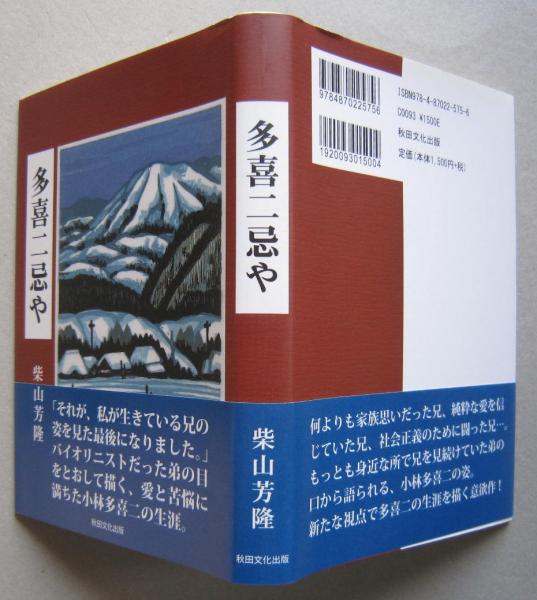 多喜二忌や
柴山芳隆
「それが、私が生きている兄の
姿を見た最後になりました。」
バイオリニストだった弟の目
をとおして描く、愛と苦悩に
満ちた小林多喜二の生涯。
秋田文化出版
多喜二忌や
柴山芳隆
秋田文化出版
9784870225756
1920093015004
ISBN978-4-87022-575-6
C0093 ¥1500E
秋田文化出版
定価(本体1,500円+税)
何よりも家族思いだった兄、純粋な愛を信
じていた兄、社会正義のために闘った兄…。
もっとも身近な所で兄を見続けていた弟の
口から語られる、小林多喜二の姿。
新たな視点で多喜二の生涯を描く意欲作!